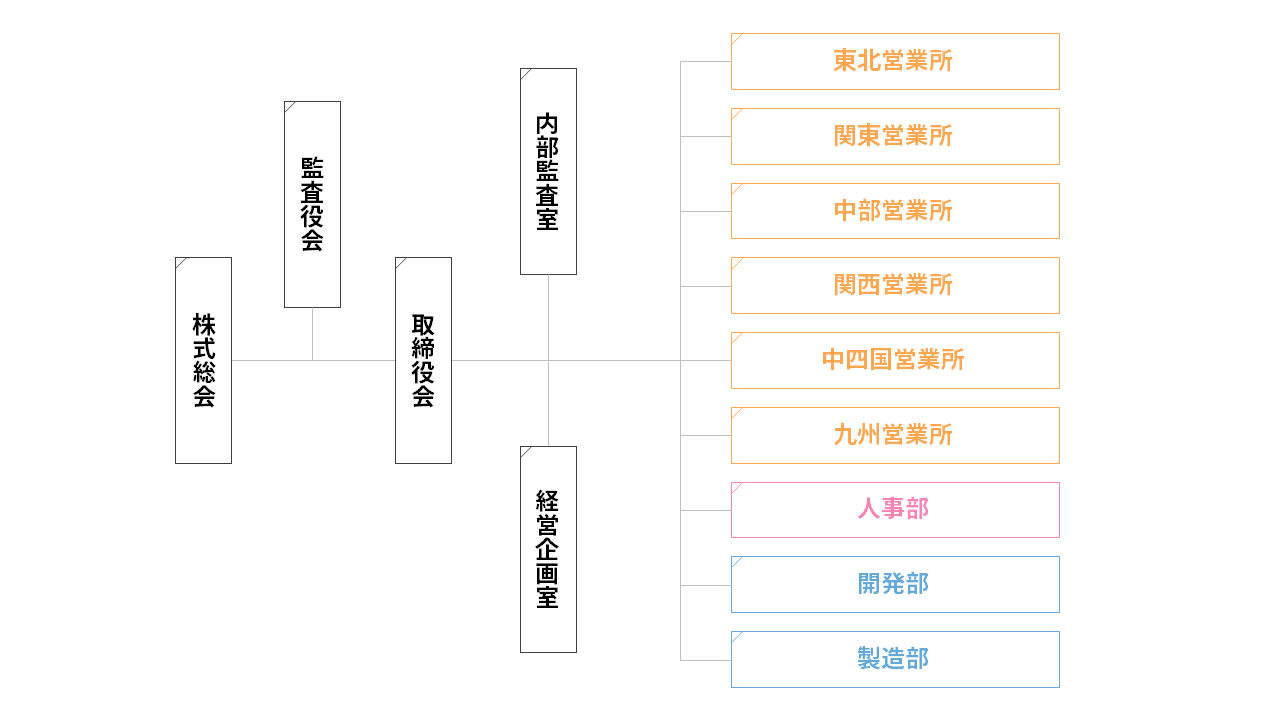 株式総会
監査役会
取締役会
内部監査室
経営企画室
東北営業所
関東営業所
中部営業所
関西営業所
中四国営業所
九州営業所
人事部
開発部
製造部